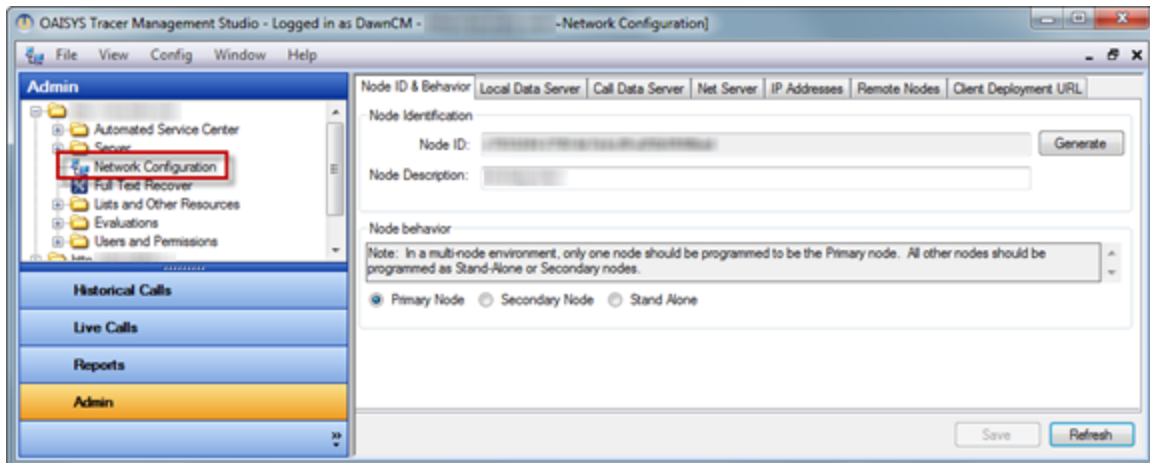 OAISYS Tracer Management Studio - Logged in as DawnCM - -Network Configuration]
File View Config Window Help
Admin
Automated Service Center
Server
Network Configuration
Full Text Recover
Lists and Other Resources
Evaluations
Users and Permissions
http
Historical Calls
Live Calls
Reports
Admin
Node ID & Behavior Local Data Server Call Data Server Net Server IP Addresses Remote Nodes Client Deployment URL
Node Identification
Node ID: Generate
Node Description:
Node behavior
Note: In a multi-node environment, only one node should be programmed to be the Primary node. All other nodes should be
programmed as Stand-Alone or Secondary nodes.
Primary Node Secondary Node Stand Alone
Save Refresh